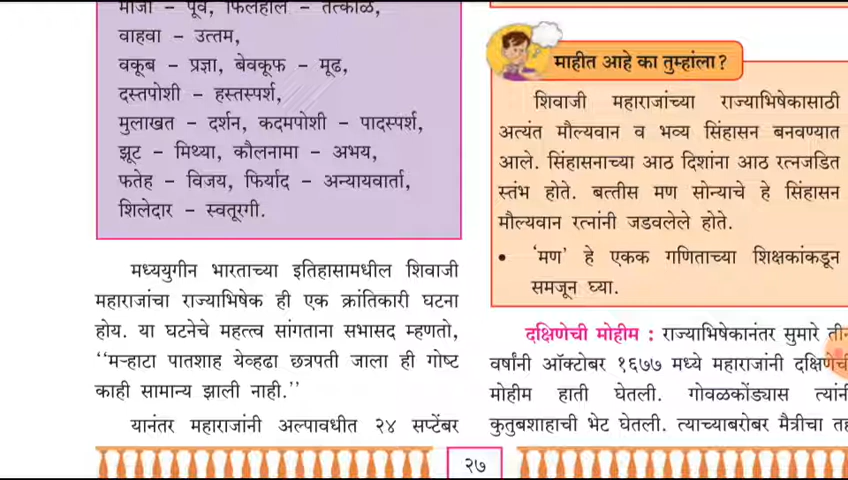 माजी – पूर्व, फिलहाल – तत्काळ,
वाहवा – उत्तम,
वकूब – प्रज्ञा, बेवकूफ – मूढ,
दस्तपोशी – हस्तस्पर्श,
मुलाखत – दर्शन, कदमपोशी – पादस्पर्श,
झूट – मिथ्या, कौलनामा – अभय,
फतेह – विजय, फिर्याद – अन्यायवार्ता,
शिलेदार – स्वतूरगी.
मध्ययुगीन भारताच्या इतिहासामधील शिवाजी
महाराजांचा राज्याभिषेक ही एक क्रांतिकारी घटना
होय. या घटनेचे महत्त्व सांगताना सभासद म्हणतो,
‘‘मऱ्हाटा पातशाह येव्हढा छत्रपती जाला ही गोष्ट
काही सामान्य झाली नाही.’’
यानंतर महाराजांनी अल्पावधीत २४ सप्टेंबर
माहीत आहे का तुम्हांला ?
शिवाजी महाराजांच्या राज्याभिषेकासाठी
अत्यंत मौल्यवान व भव्य सिंहासन बनवण्यात
आले. सिंहासनाच्या आठ दिशांना आठ रत्नजडित
स्तंभ होते. बत्तीस मण सोन्याचे हे सिंहासन
मौल्यवान रत्नांनी जडवलेले होते.
• ‘मण’ हे एकक गणिताच्या शिक्षकांकडून
समजून घ्या.
दक्षिणेची मोहीम : राज्याभिषेकानंतर सुमारे तीन
वर्षांनी ऑक्टोबर १६७७ मध्ये महाराजांनी दक्षिणेची
मोहीम हाती घेतली. गोवळकोंड्यास त्यांनी
कुतुबशाहाची भेट घेतली. त्याच्याबरोबर मैत्रीचा तह
२७